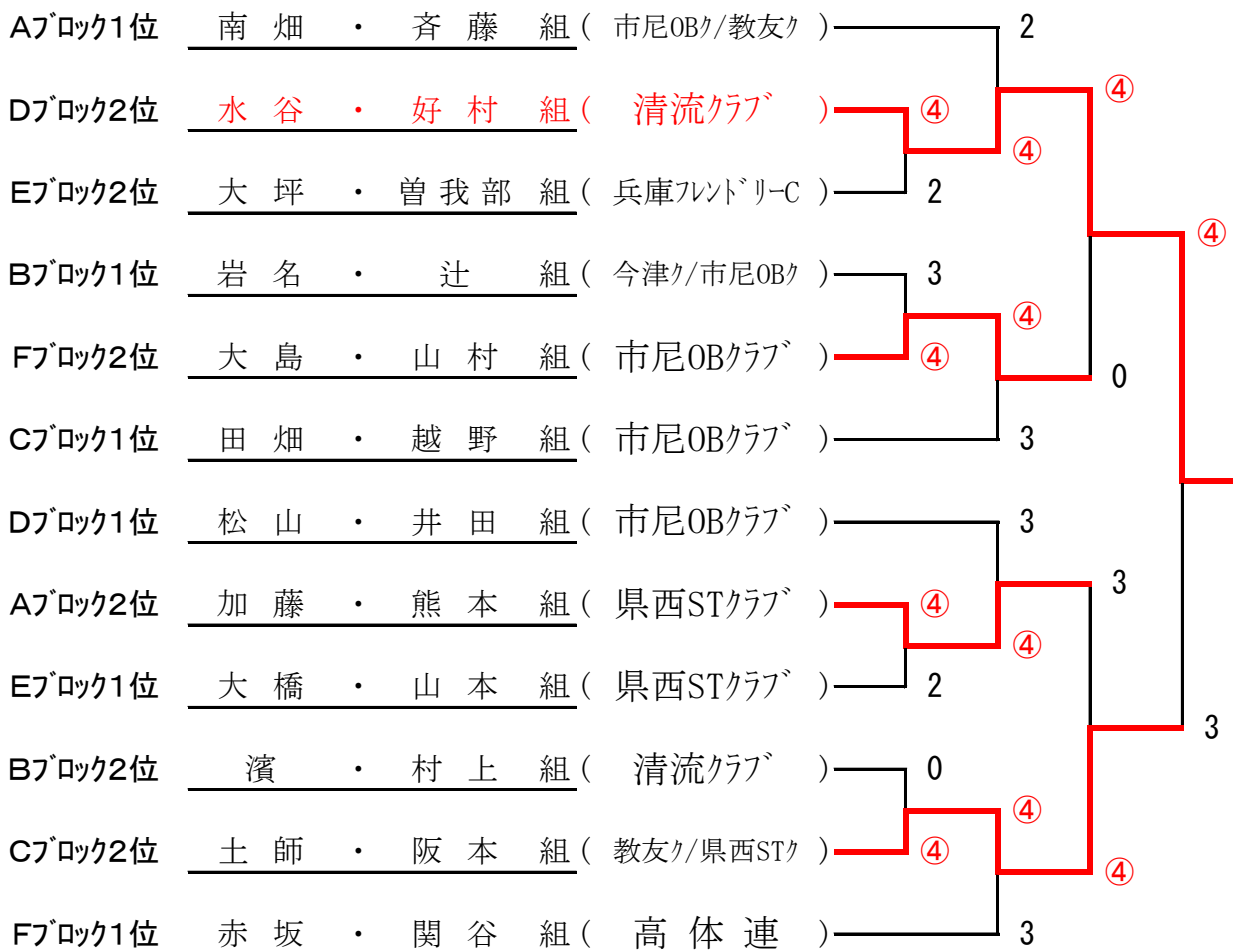 Aブロック1位 南畑・斉藤 組( 市尼OBク/教友ク ) 2
④
Dブロック2位 水谷・好村 組( 清流クラブ ) ④
④
Eブロック2位 大坪・曽我部 組( 兵庫フレンドリーC ) 2
④
Bブロック1位 岩名・辻 組( 今津ク/市尼OBク ) 3
④
Fブロック2位 大島・山村 組( 市尼OBクラブ ) ④
0
Cブロック1位 田畑・越野 組( 市尼OBクラブ ) 3
Dブロック1位 松山・井田 組( 市尼OBクラブ ) 3
3
Aブロック2位 加藤・熊本 組( 県西STクラブ ) ④
④
Eブロック1位 大橋・山本 組( 県西STクラブ ) 2
3
Bブロック2位 濱・村上 組( 清流クラブ ) 0
④
Cブロック2位 土師・阪本 組( 教友ク/県西STク ) ④
④
Fブロック1位 赤坂・関谷 組( 高体連 ) 3